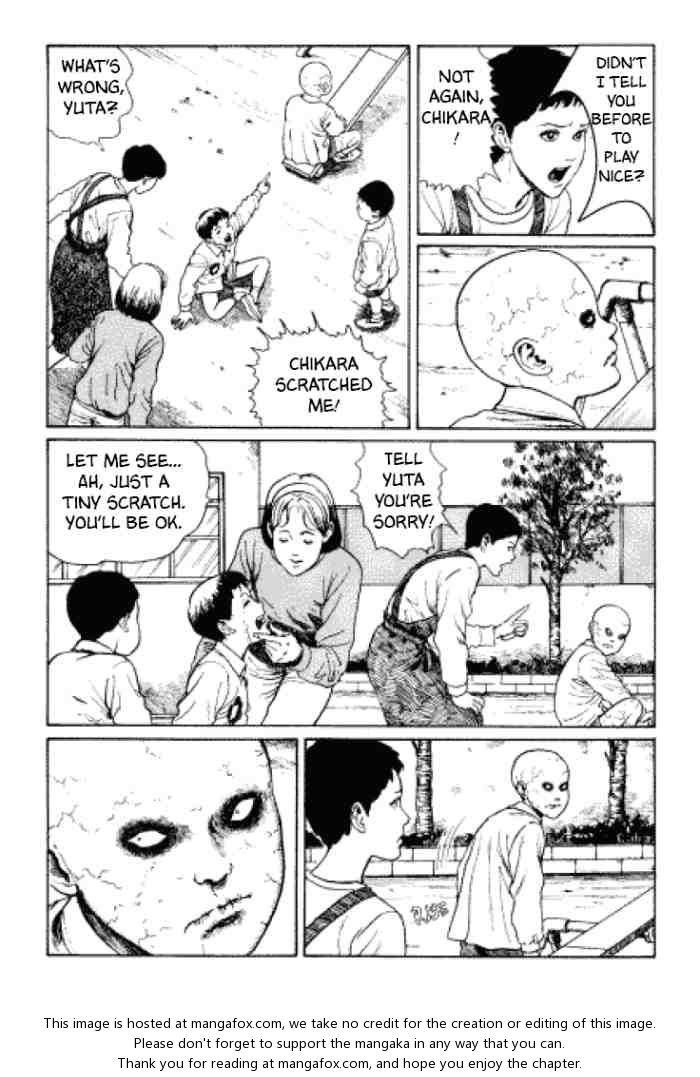 WHAT'S
WRONG,
YUTA?
CHIKARA
SCRATCHED
ME!
NOT
AGAIN,
CHIKARA
!
DIDN'T
I TELL
YOU
BEFORE
TO
PLAY
NICE?
LET ME SEE...
AH, JUST A
TINY SCRATCH.
YOU'LL BE OK.
TELL
YUTA
YOU'RE
SORRY!
This image is hosted at mangafox.com, we take no credit for the creation or editing of this image.
Please don't forget to support the mangaka in any way that you can.
Thank you for reading at mangafox.com, and hope you enjoy the chapter.